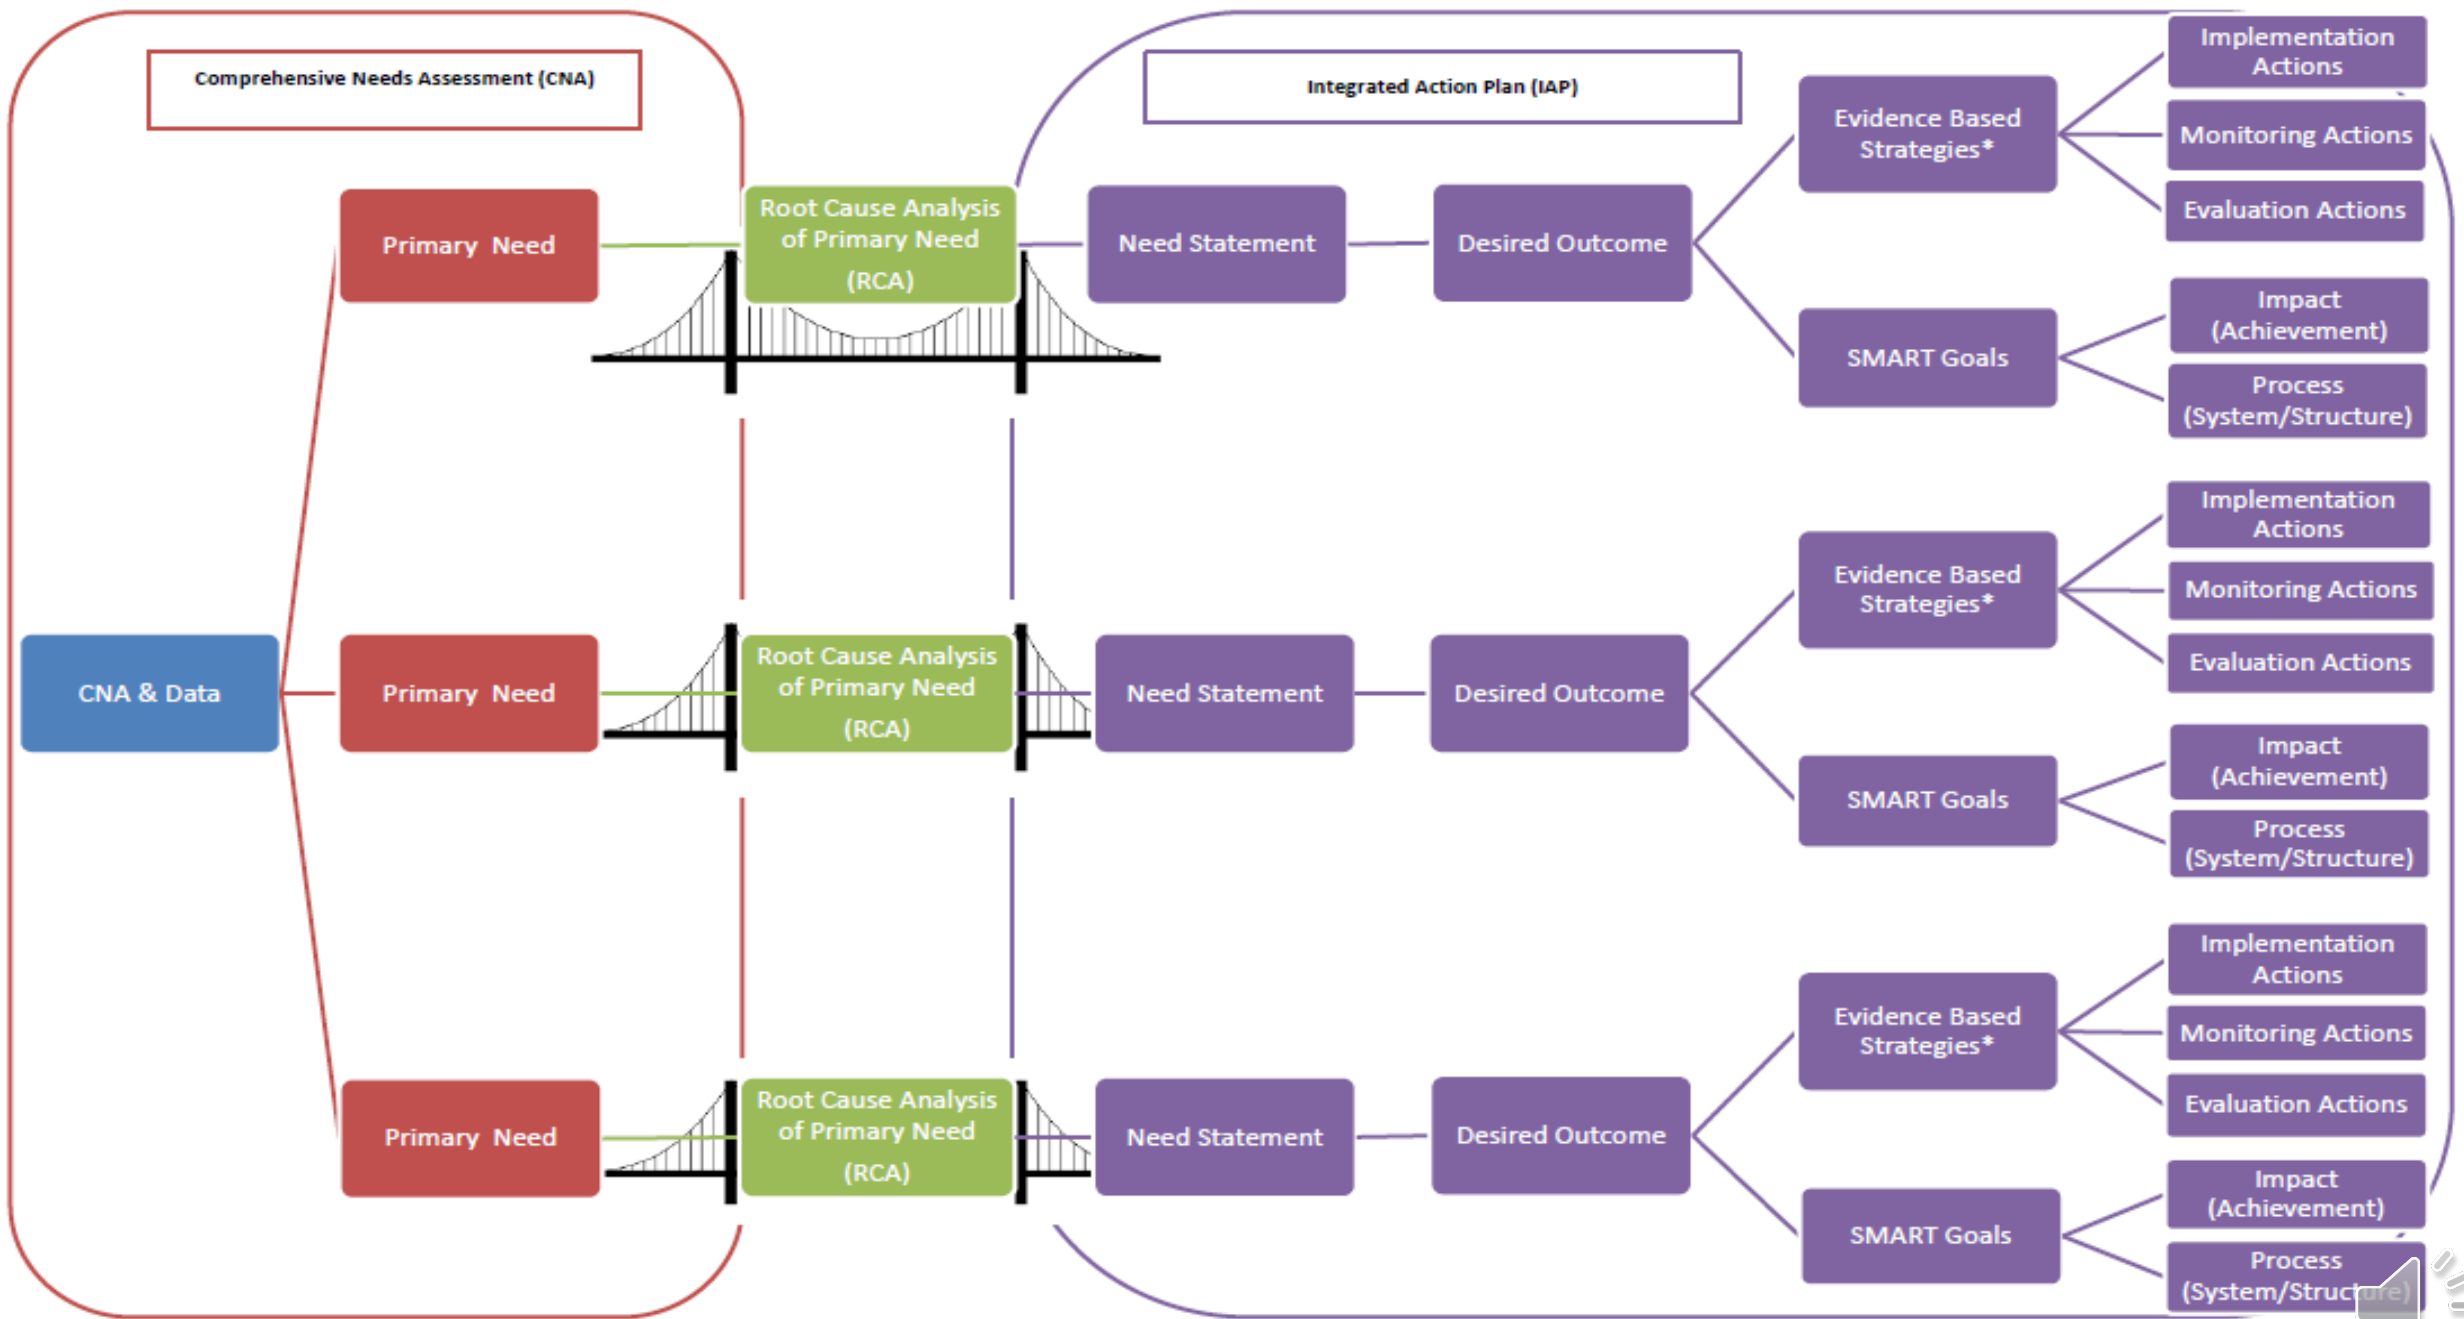 Comprehensive Needs Assessment (CNA)
Integrated Action Plan (IAP)
Primary Need
Root Cause Analysis
of Primary Need
(RCA)
Need Statement
Desired Outcome
Evidence Based
Strategies*
Implementation
Actions
Monitoring Actions
Evaluation Actions
SMART Goals
Impact
(Achievement)
Process
(System/Structure)
CNA & Data
Primary Need
Root Cause Analysis
of Primary Need
(RCA)
Need Statement
Desired Outcome
Evidence Based
Strategies*
Implementation
Actions
Monitoring Actions
Evaluation Actions
SMART Goals
Impact
(Achievement)
Process
(System/Structure)
Primary Need
Root Cause Analysis
of Primary Need
(RCA)
Need Statement
Desired Outcome
Evidence Based
Strategies*
Implementation
Actions
Monitoring Actions
Evaluation Actions
SMART Goals
Impact
(Achievement)
Process
(System/Structure)